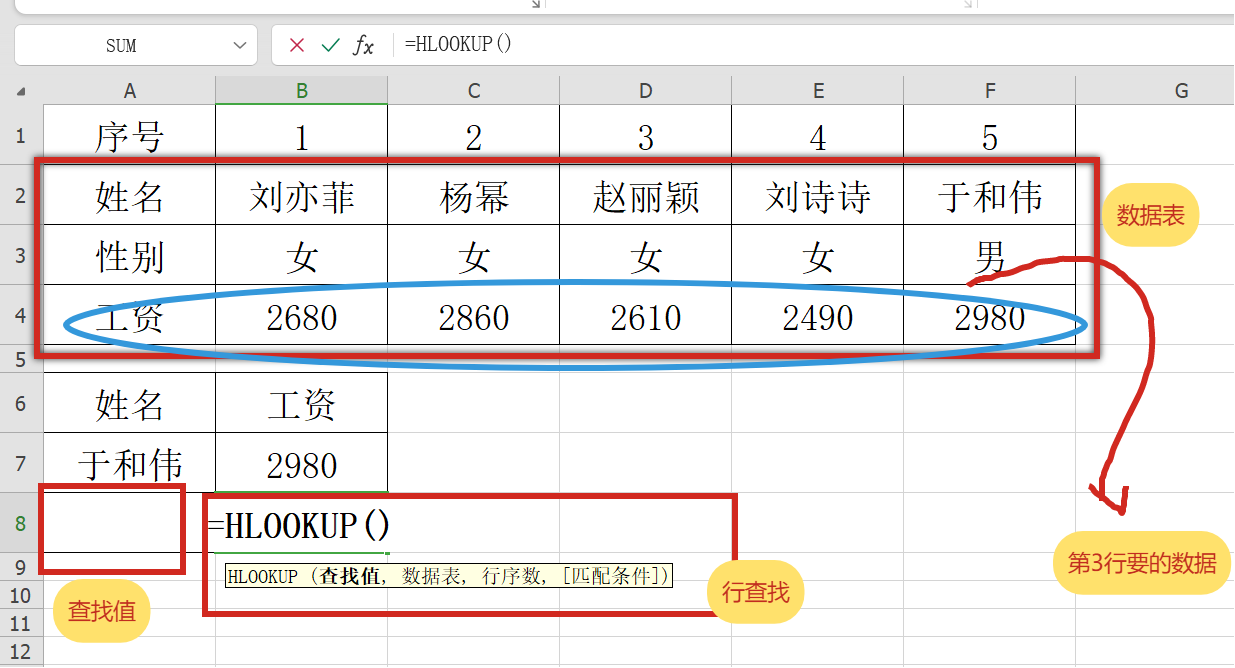 SUM =HLOOKUP()
A B C D E F G
1 序号 1 2 3 4 5
2 姓名 刘亦菲 杨幂 赵丽颖 刘诗诗 于和伟
数据表
3 性别 女 女 女 女 男
4 工资 2680 2860 2610 2490 2980
5
6 姓名 工资
7 于和伟 2980
8 =HLOOKUP()
9
HLOOKUP (查找值, 数据表, 行序数, [匹配条件])
第3行要的数据
10
行查找
查找值
11
12